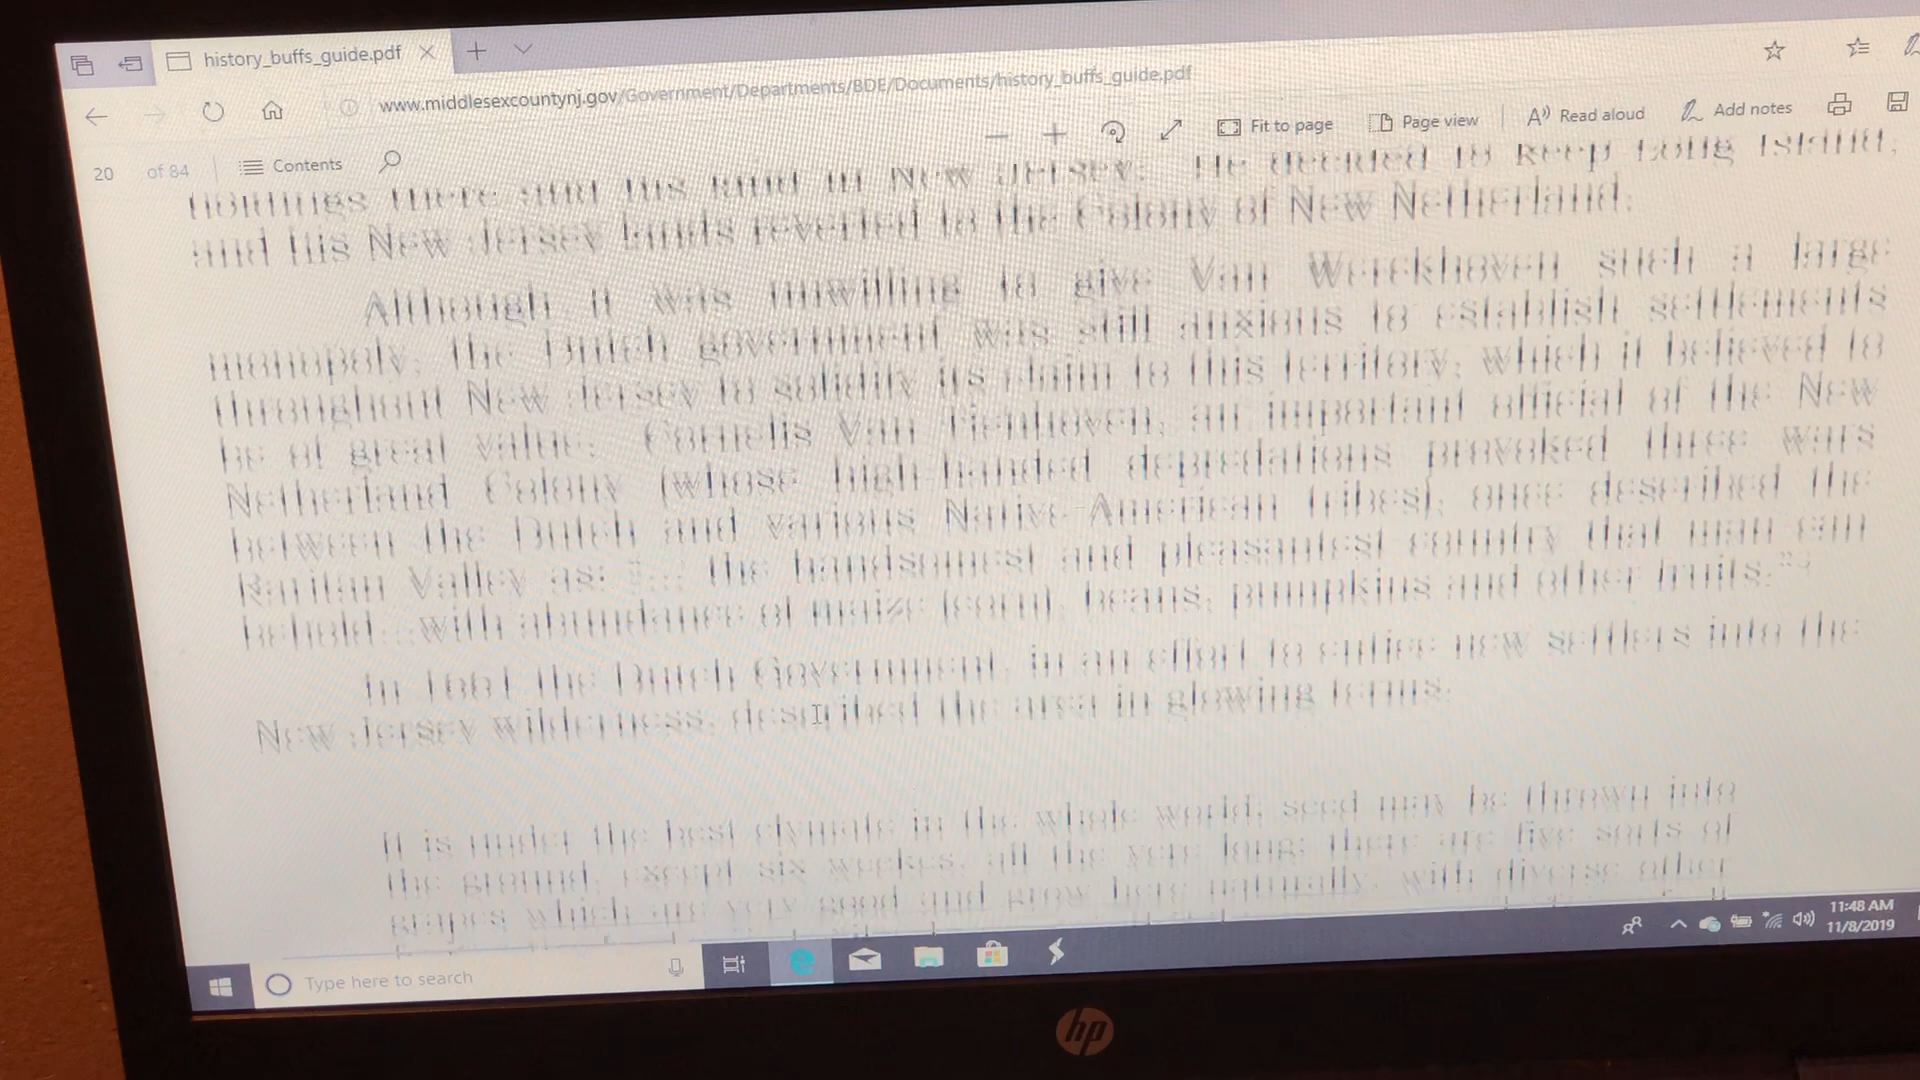 history_buffs_guide.pdf
www.middlesexcountynj.gov/Government/Departments/BDE/Documents/history_buffs_guide.pdf
Fit to page Page view Read aloud Add notes
20 of 84 Contents
holdings there and his land in New Jersey. He decided to keep Long Island,
and his New Jersey lands reverted to the Colony of New Netherland.
Although it was unwilling to give Van Werckhoven such a large
monopoly, the Dutch government was still anxious to establish settlements
throughout New Jersey to solidify its claim to this territory, which it believed to
be of great value. Cornelis Van Tienhoven, an important official of the New
Netherland Colony (whose high-handed depredations provoked three wars
between the Dutch and various Native-American tribes), once described the
Raritan Valley as: "... the handsomest and pleasantest country that man can
behold...with abundance of maize (corn), beans, pumpkins and other fruits."
In 1661 the Dutch Government, in an effort to entice new settlers into the
New Jersey wilderness, described the area in glowing terms.
It is under the best clymate in the whole world; seed may be thrown into
the ground, except six weekes, all the yere long; there are five sorts of
grapes which are very good and grow here naturally, with diverse other
11:48 AM
11/8/2019
Type here to search
hp